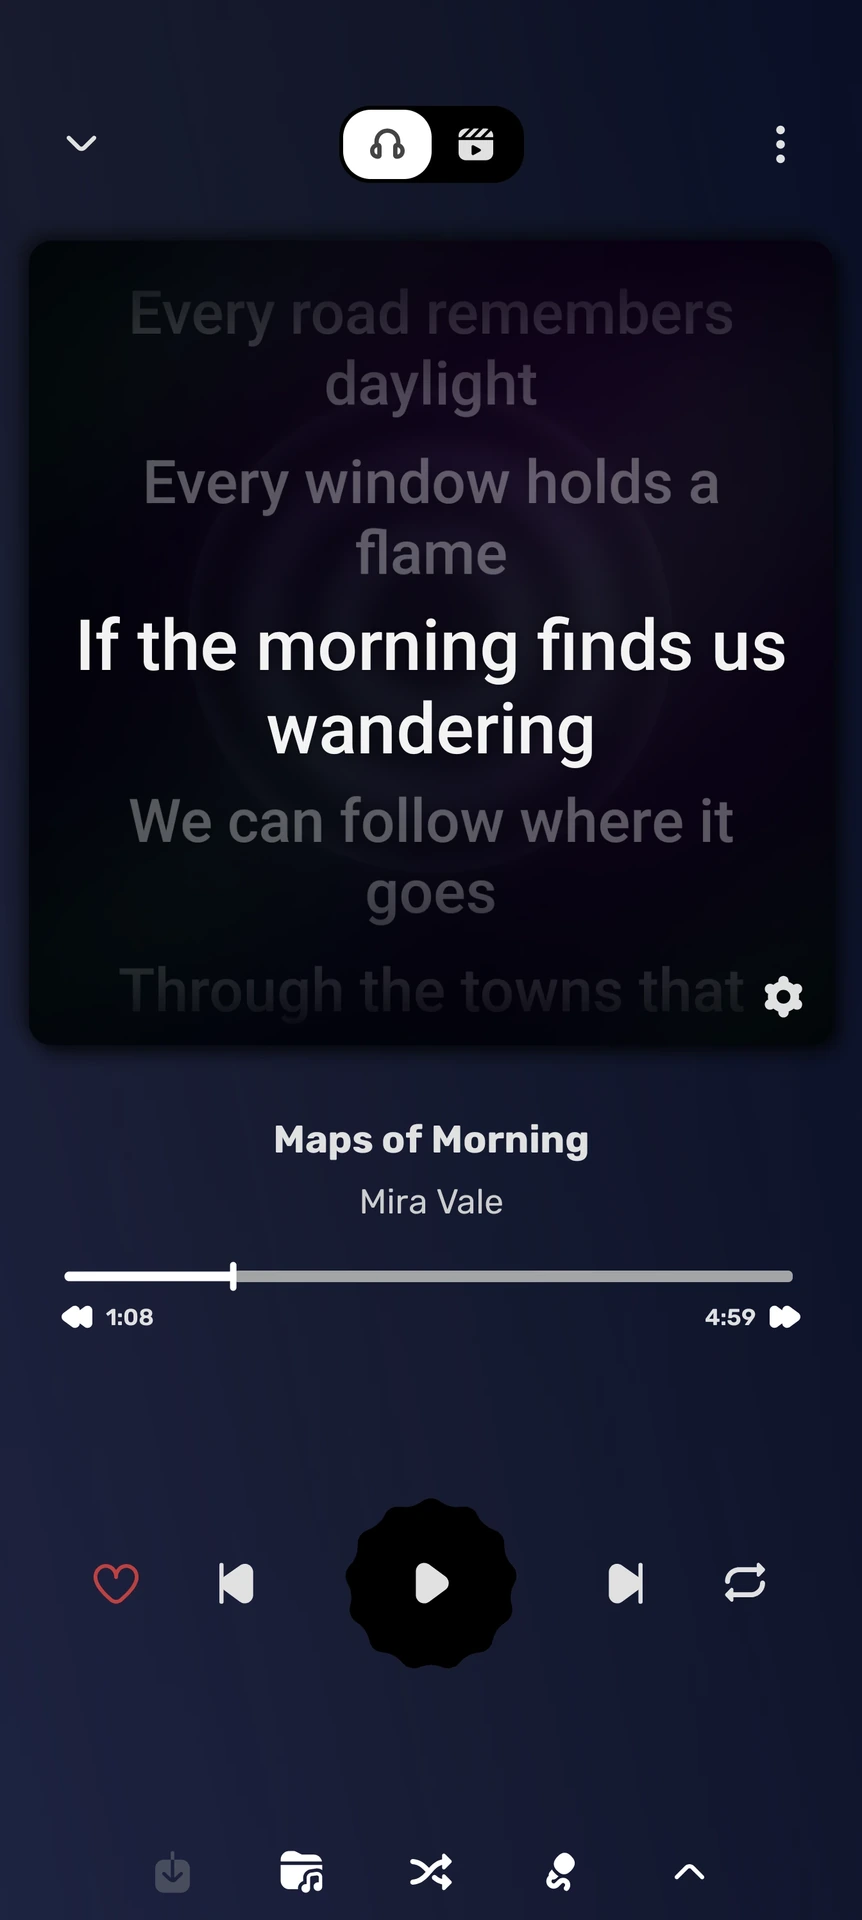 Every road remembers
daylight
Every window holds a
flame
If the morning finds us
wandering
We can follow where it
goes
Through the towns that
Maps of Morning
Mira Vale
1:08 4:59